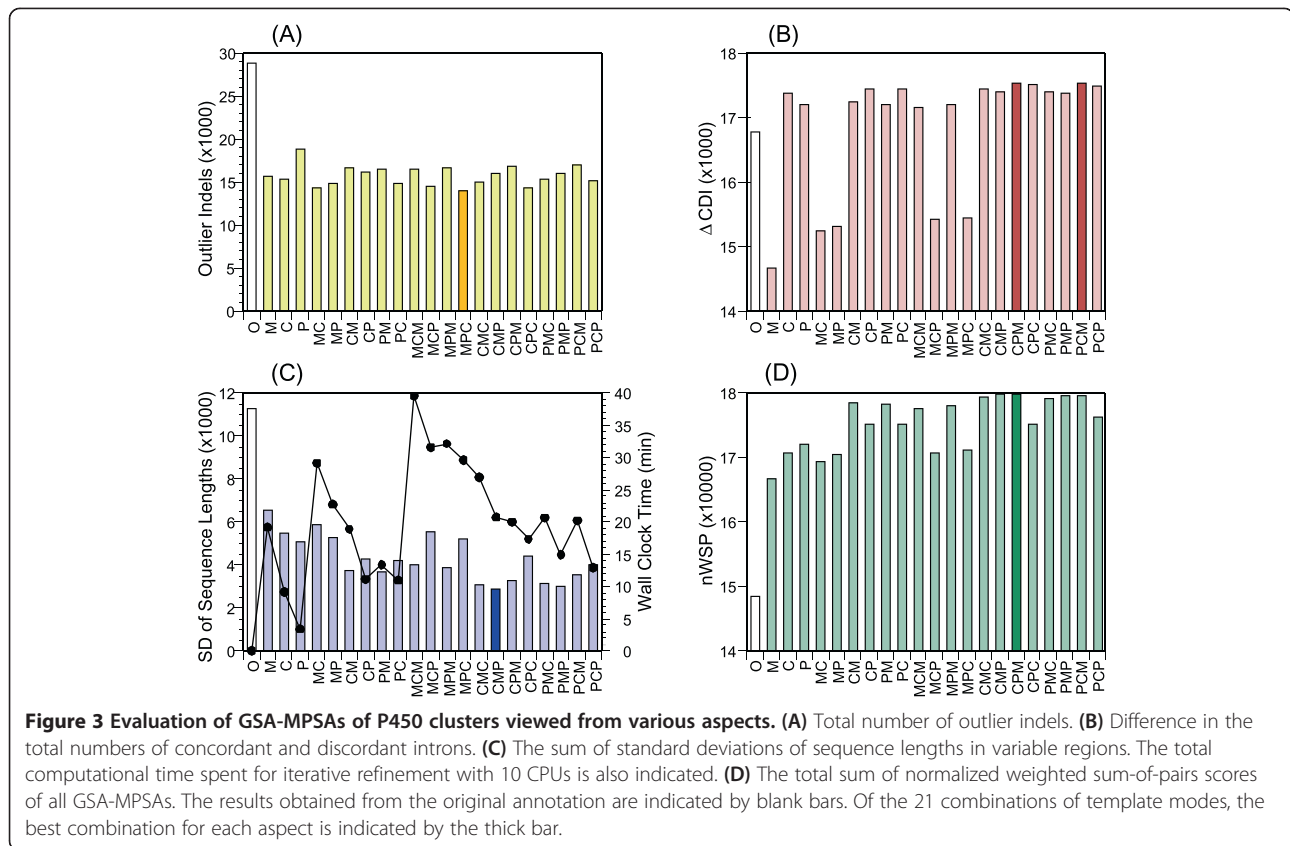 (A)
Outlier Indels (x1000)
30
25
20
15
10
5
0
O M C P MC MP CM CP PM PC MCM MCP MPM MPC CMC CMP CPM CPC PMC PMP PCM PCP
(B)
Δ CDI (x1000)
18
17
15
14
O M C P MC MP CM CP PM PC MCM MCP MPM MPC CMC CMP CPM CPC PMC PMP PCM PCP
(C)
SD of Sequence Lengths (x1000)
12
10
8
6
4
2
0
40
35
30
25
20
15
10
5
0
Wall Clock Time (min)
O M C P MC MP CM CP PM PC MCM MCP MPM MPC CMC CMP CPM CPC PMC PMP PCM PCP
(D)
nWSP (x10000)
18
17
16
15
14
O M C P MC MP CM CP PM PC MCM MCP MPM MPC CMC CMP CPM CPC PMC PMP PCM PCP
Figure 3 Evaluation of GSA-MPSAs of P450 clusters viewed from various aspects. (A) Total number of outlier indels. (B) Difference in the
total numbers of concordant and discordant introns. (C) The sum of standard deviations of sequence lengths in variable regions. The total
computational time spent for iterative refinement with 10 CPUs is also indicated. (D) The total sum of normalized weighted sum-of-pairs scores
of all GSA-MPSAs. The results obtained from the original annotation are indicated by blank bars. Of the 21 combinations of template modes, the
best combination for each aspect is indicated by the thick bar.